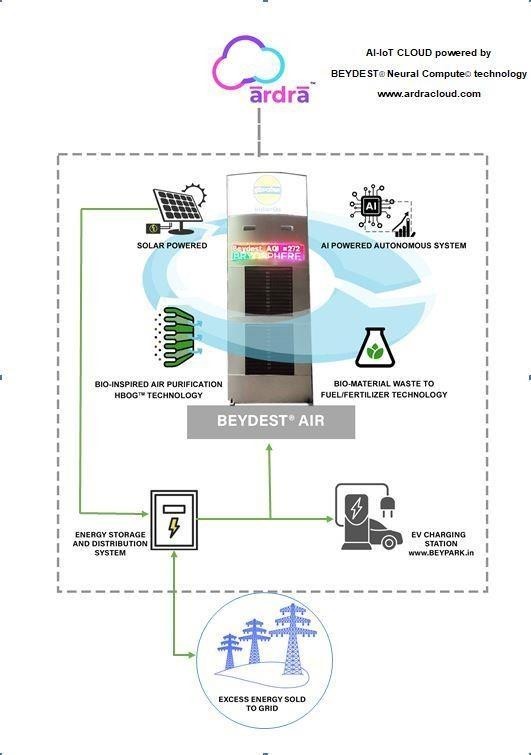 ardra™
AI-IoT CLOUD powered by
BEYDEST® Neural Compute© technology
www.ardracloud.com
SOLAR POWERED
AI
AI POWERED AUTONOMOUS SYSTEM
Beydest AQI =272
BRYOSPHERE
BIO-INSPIRED AIR PURIFICATION
HBOG™ TECHNOLOGY
BIO-MATERIAL WASTE TO
FUEL/FERTILIZER TECHNOLOGY
BEYDEST® AIR
ENERGY STORAGE
AND DISTRIBUTION
SYSTEM
EV CHARGING
STATION
www.BEYPARK.in
EXCESS ENERGY SOLD
TO GRID